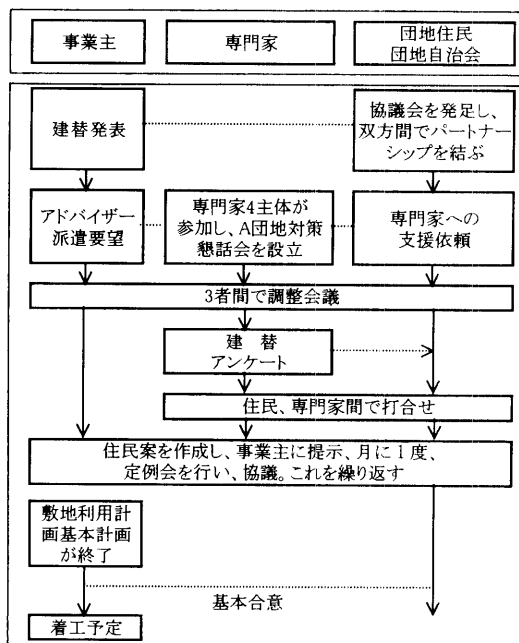 事業主
専門家
団地住民
団地自治会
建替発表
協議会を発足し、
双方間でパートナー
シップを結ぶ
アドバイザー
派遣要望
専門家4主体が
参加し、A団地対策
懇話会を設立
専門家への
支援依頼
3者間で調整会議
建 替
アンケート
住民、専門家間で打合せ
住民案を作成し、事業主に提示、月に1度、
定例会を行い、協議。これを繰り返す
敷地利用計
画基本計画
が終了
基本合意
着工予定